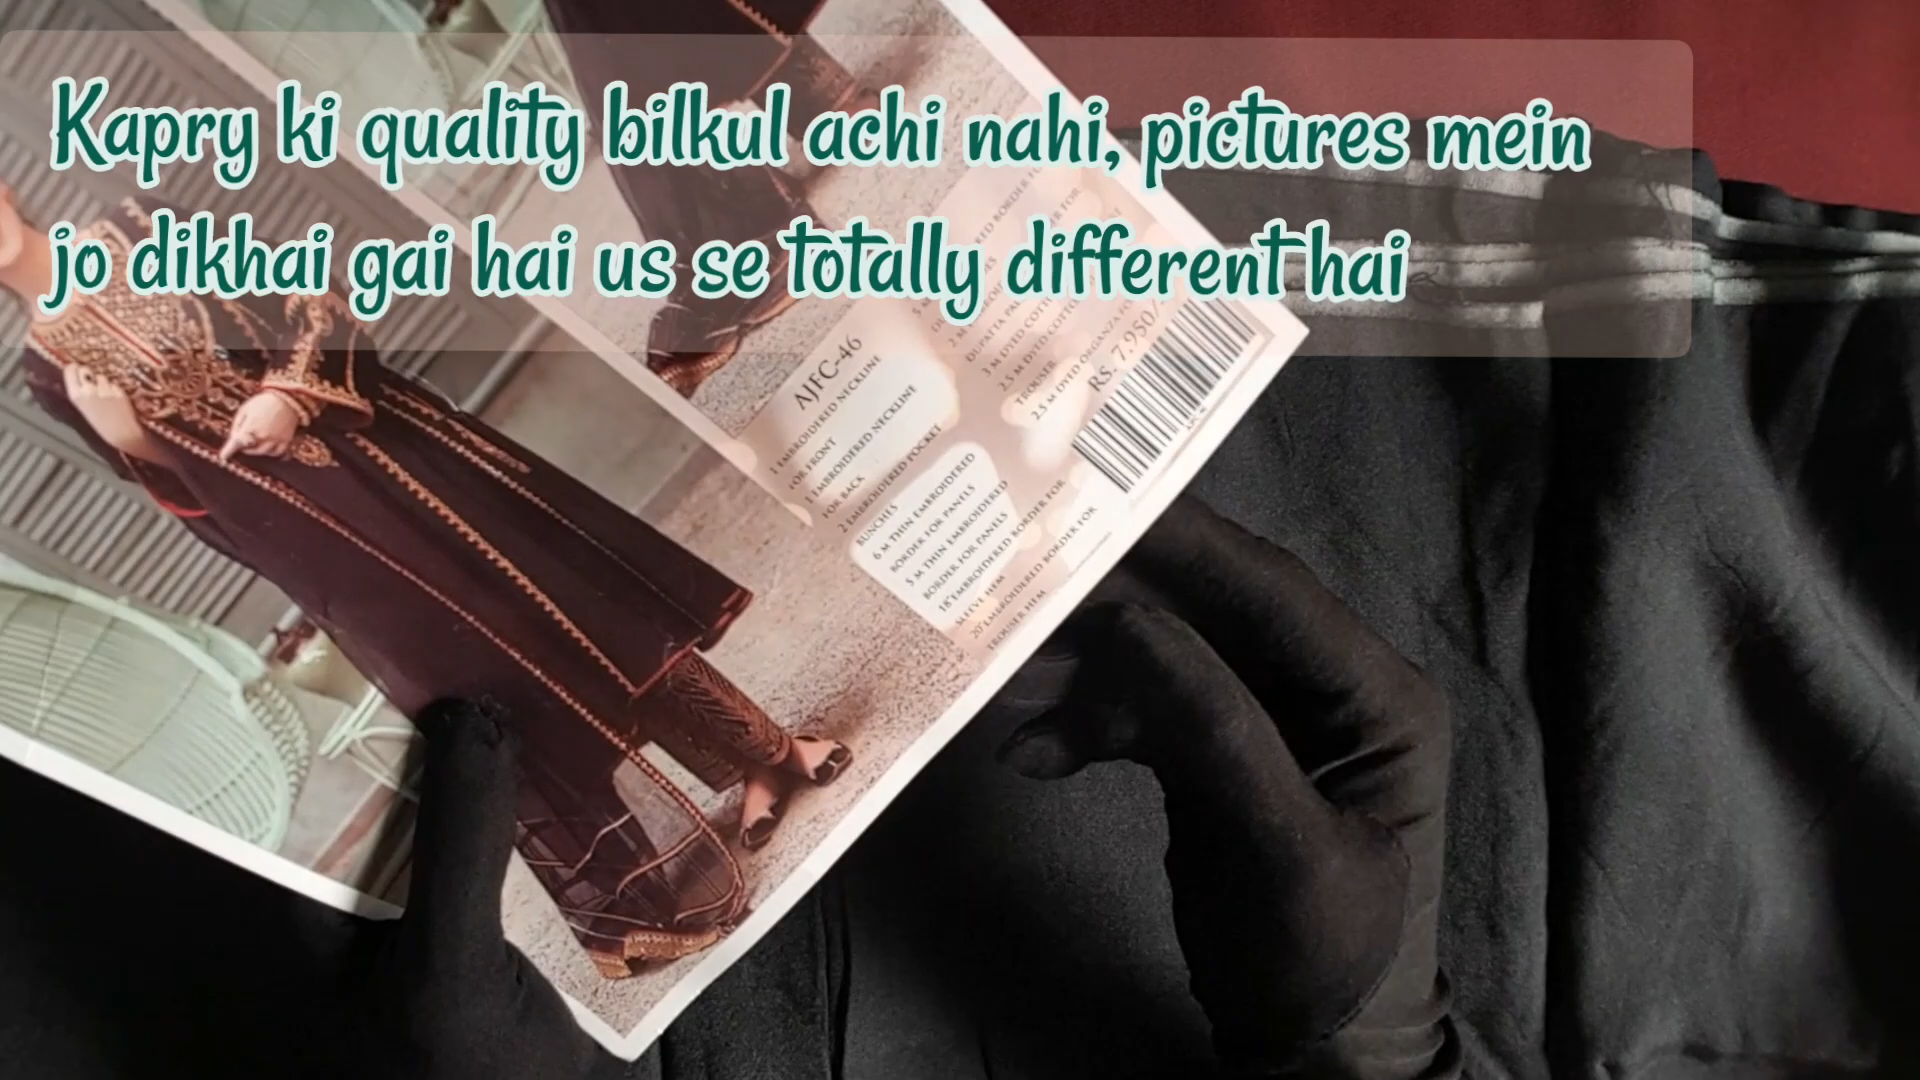 Kapry ki quality bilkul achi nahi, pictures mein
jo dikhai gai hai us se totally different hai
AJFC-46
1 EMBROIDERED NECKLINE
FOR FRONT
1 EMBROIDERED NECKLINE
FOR BACK
2 EMBROIDERED POCKET
BUNCHES
6 M THIN EMBROIDERED
BORDER FOR PANELS
5 M THIN EMBROIDERED
BORDER FOR PANELS
18" EMBROIDERED BORDER FOR
SLEEVE HEM
20" EMBROIDERED BORDER FOR
TROUSER HEM
DUPATTA
3 M DYED
2.5 M DYED
TROUSER
2.5 M DYED ORGANZA
RS. 7,950/